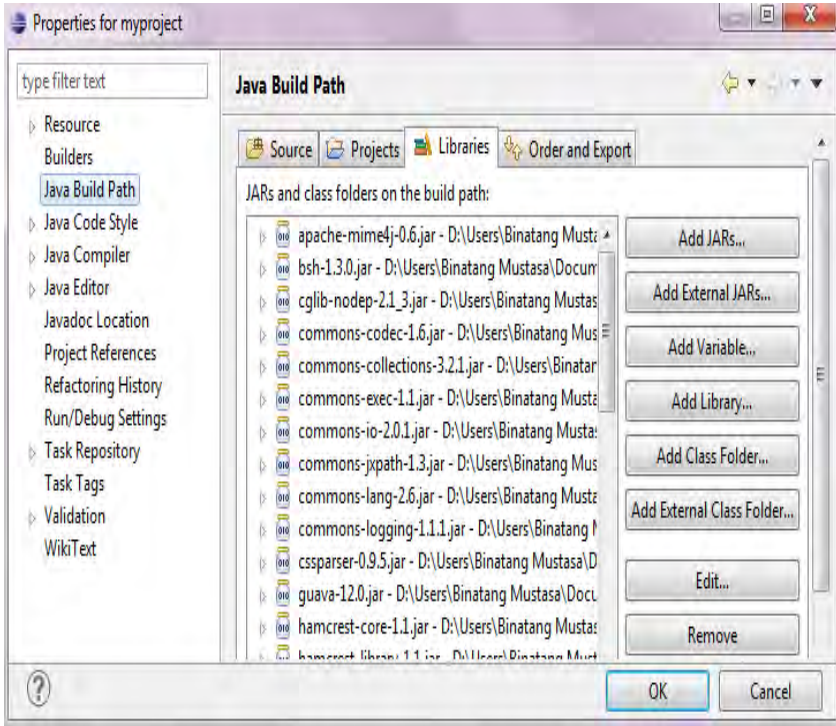 Properties for myproject
type filter text
Resource
Builders
Java Build Path
Java Code Style
Java Compiler
Java Editor
Javadoc Location
Project References
Refactoring History
Run/Debug Settings
Task Repository
Task Tags
Validation
WikiText
Java Build Path
Source Projects Libraries Order and Export
JARs and class folders on the build path:
apache-mime4j-0.6.jar - D:\Users\Binatang Musta
bsh-1.3.0.jar - D:\Users\Binatang Mustasa\Docum
cglib-nodep-2.1_3.jar - D:\Users\Binatang Mustas
commons-codec-1.6.jar - D:\Users\Binatang Mus
commons-collections-3.2.1.jar - D:\Users\Binatar
commons-exec-1.1.jar - D:\Users\Binatang Musta
commons-io-2.0.1.jar - D:\Users\Binatang Mustas
commons-jxpath-1.3.jar - D:\Users\Binatang Mus
commons-lang-2.6.jar - D:\Users\Binatang Musta
commons-logging-1.1.1.jar - D:\Users\Binatang M
cssparser-0.9.5.jar - D:\Users\Binatang Mustasa\D
guava-12.0.jar - D:\Users\Binatang Mustasa\Docu
hamcrest-core-1.1.jar - D:\Users\Binatang Mustas
hamcrest-library-1.1.jar - D:\Users\Binatang Must
Add JARs...
Add External JARs...
Add Variable...
Add Library...
Add Class Folder...
Add External Class Folder...
Edit...
Remove
OK
Cancel